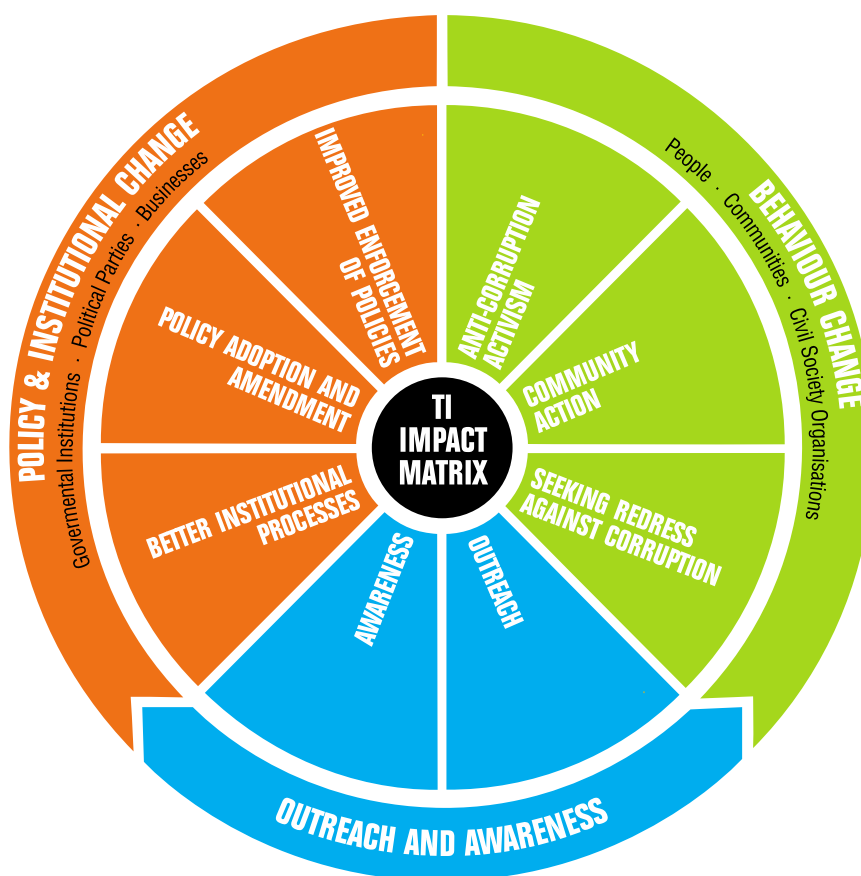 POLICY & INSTITUTIONAL CHANGE
Govermental Institutions · Political Parties · Businesses
BEHAVIOUR CHANGE
People · Communities · Civil Society Organisations
IMPROVED ENFORCEMENT
OF POLICIES
POLICY ADOPTION AND
AMENDMENT
BETTER INSTITUTIONAL
PROCESSES
ANTI-CORRUPTION
ACTIVISM
COMMUNITY
ACTION
SEEKING REDRESS
AGAINST CORRUPTION
TI
IMPACT
MATRIX
AWARENESS
OUTREACH
OUTREACH AND AWARENESS